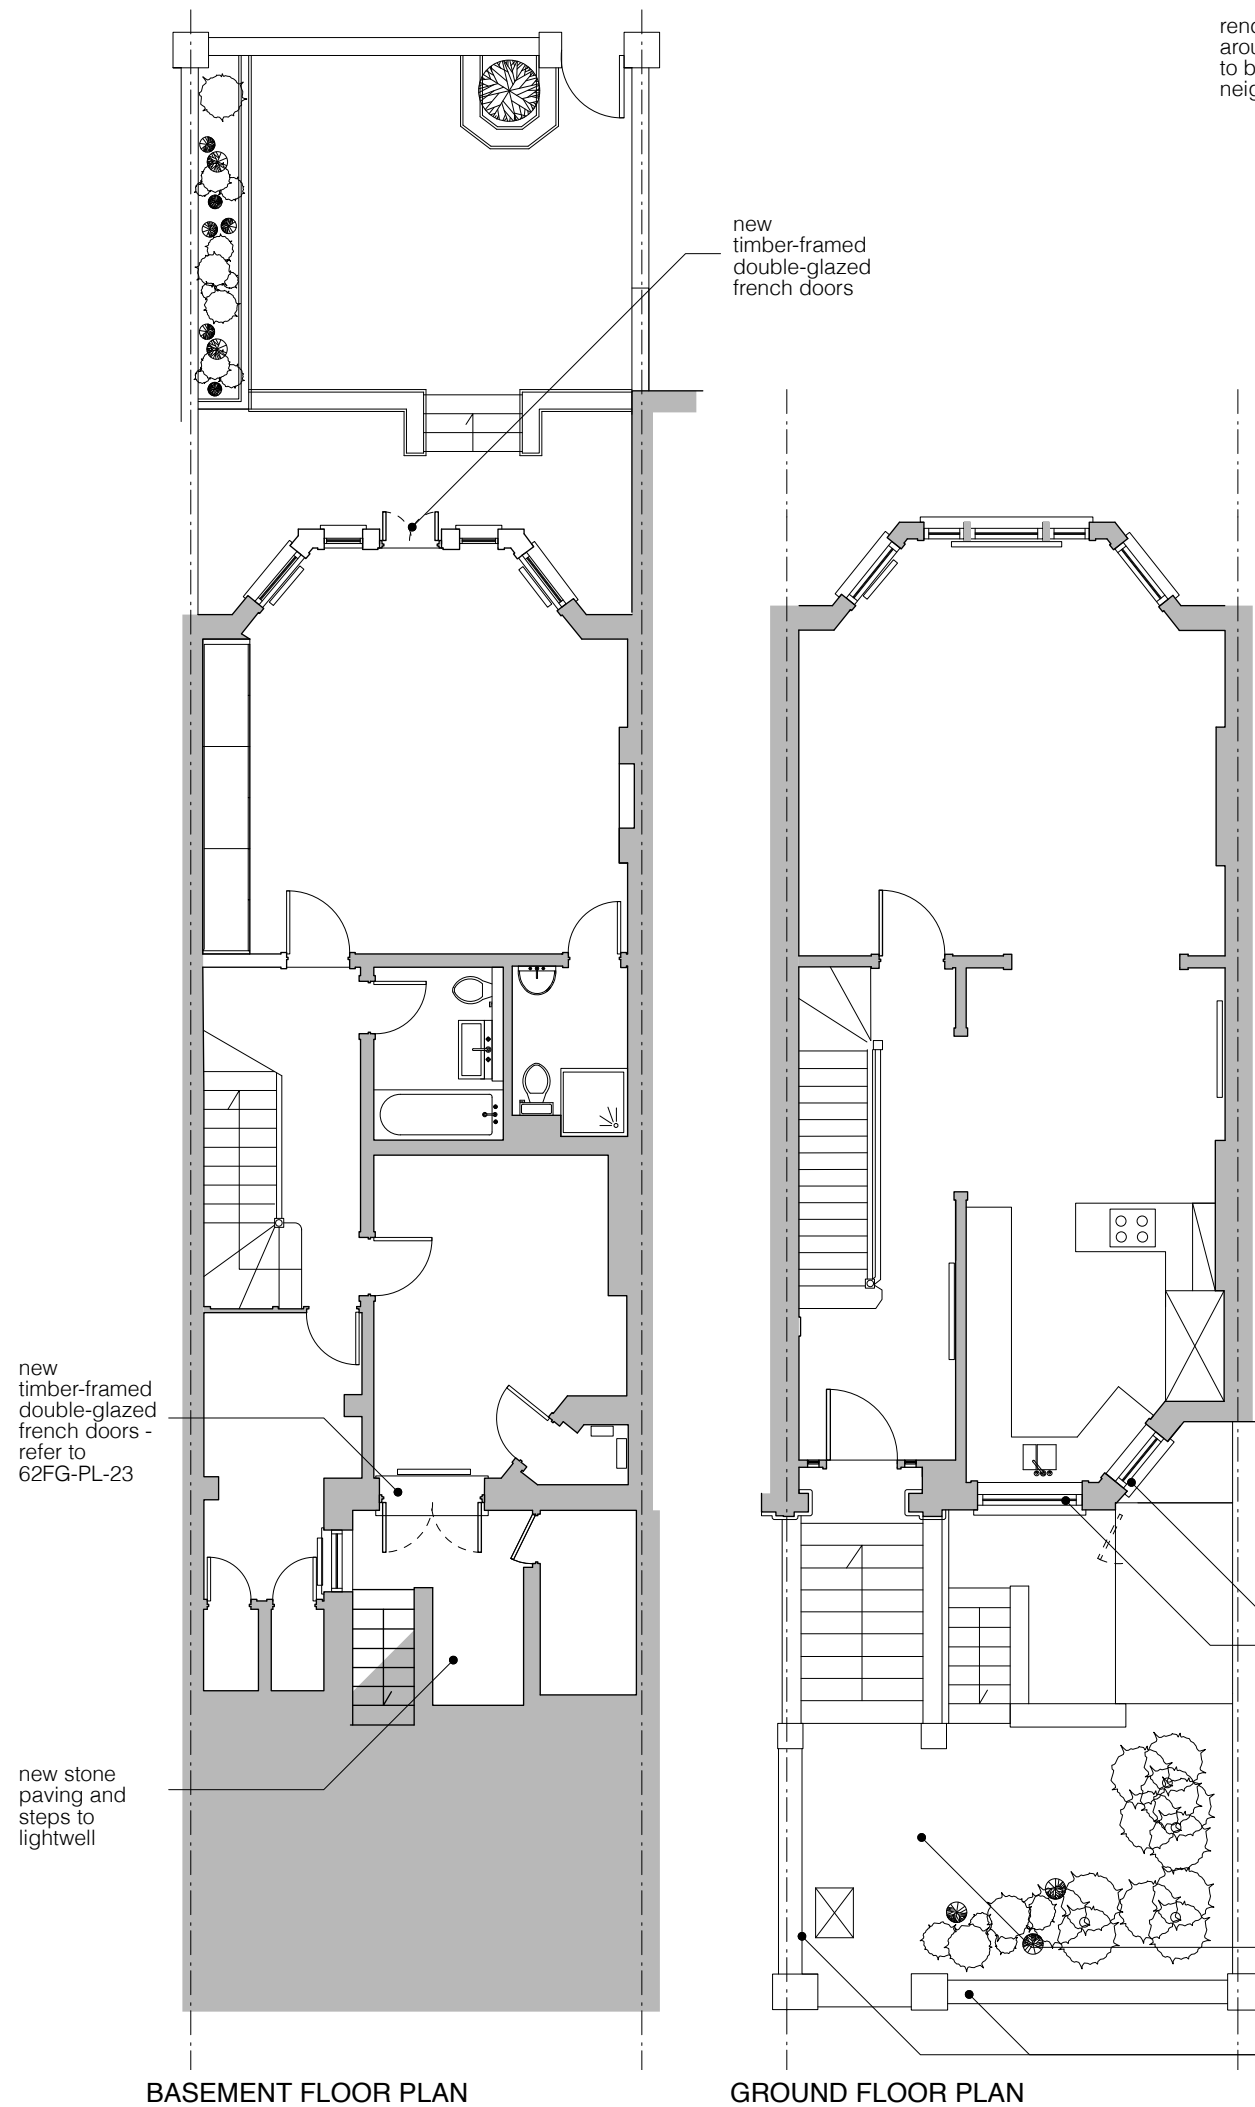 new
timber-framed
double-glazed
french doors
new
timber-framed
double-glazed
french doors -
refer to
62FG-PL-23
new stone
paving and
steps to
lightwell
BASEMENT FLOOR PLAN
GROUND FLOOR PLAN
to b